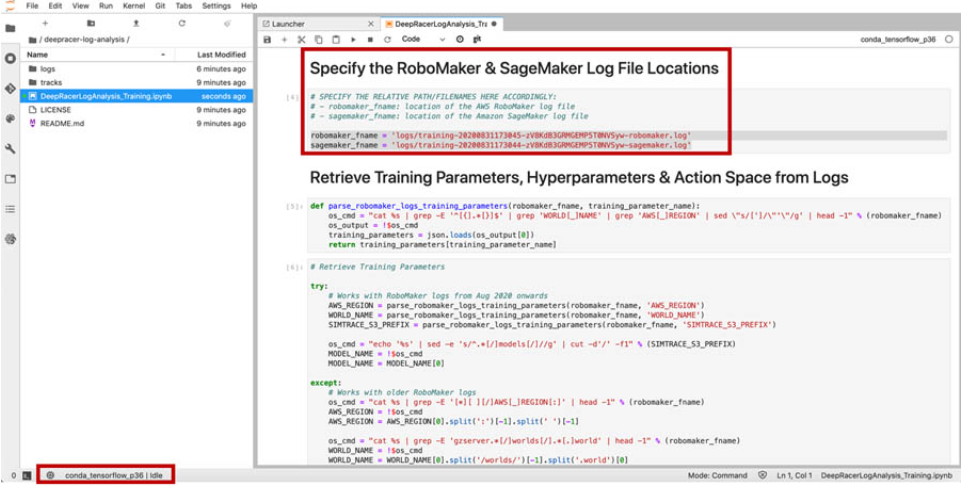 File Edit View Run Kernel Git Tabs Settings Help
/ deepracer-log-analysis /
Name Last Modified
logs 6 minutes ago
tracks 9 minutes ago
DeepRacerLogAnalysis_Training.ipynb seconds ago
LICENSE 9 minutes ago
README.md 9 minutes ago
Launcher
DeepRacerLogAnalysis_Tra
Code
git
conda_tensorflow_p36
Specify the RoboMaker & SageMaker Log File Locations
[4]: # SPECIFY THE RELATIVE PATH/FILENAMES HERE ACCORDINGLY:
# - robomaker_fname: location of the AWS RoboMaker log file
# - sagemaker_fname: location of the Amazon SageMaker log file
robomaker_fname = 'logs/training-20200831173045-zV8KdB3GRMGEMP5T0NVSyw-robomaker.log'
sagemaker_fname = 'logs/training-20200831173044-zV8KdB3GRMGEMP5T0NVSyw-sagemaker.log'
Retrieve Training Parameters, Hyperparameters & Action Space from Logs
[5]: def parse_robomaker_logs_training_parameters(robomaker_fname, training_parameter_name):
os_cmd = "cat %s | grep -E '^[{].*[}]$' | grep 'WORLD[_]NAME' | grep 'AWS[_]REGION' | sed \"s/[']/\"'\"/g' | head -1" % (robomaker_fname)
os_output = !$os_cmd
training_parameters = json.loads(os_output[0])
return training_parameters[training_parameter_name]
[6]: # Retrieve Training Parameters
try:
# Works with RoboMaker logs from Aug 2020 onwards
AWS_REGION = parse_robomaker_logs_training_parameters(robomaker_fname, 'AWS_REGION')
WORLD_NAME = parse_robomaker_logs_training_parameters(robomaker_fname, 'WORLD_NAME')
SIMTRACE_S3_PREFIX = parse_robomaker_logs_training_parameters(robomaker_fname, 'SIMTRACE_S3_PREFIX')
os_cmd = "echo '%s' | sed -e 's/^.*[/]models[/]//g' | cut -d'/' -f1" % (SIMTRACE_S3_PREFIX)
MODEL_NAME = !$os_cmd
MODEL_NAME = MODEL_NAME[0]
except:
# Works with older RoboMaker logs
os_cmd = "cat %s | grep -E '[*][ ][/]AWS[_]REGION[:]' | head -1" % (robomaker_fname)
AWS_REGION = !$os_cmd
AWS_REGION = AWS_REGION[0].split(':')[-1].split(' ')[-1]
os_cmd = "cat %s | grep -E 'gzserver.*[/]worlds[/].*[.]world' | head -1" % (robomaker_fname)
WORLD_NAME = !$os_cmd
WORLD_NAME = WORLD_NAME[0].split('/worlds/')[-1].split('.world')[0]
0 conda_tensorflow_p36 | Idle Mode: Command Ln 1, Col 1 DeepRacerLogAnalysis_Training.ipynb